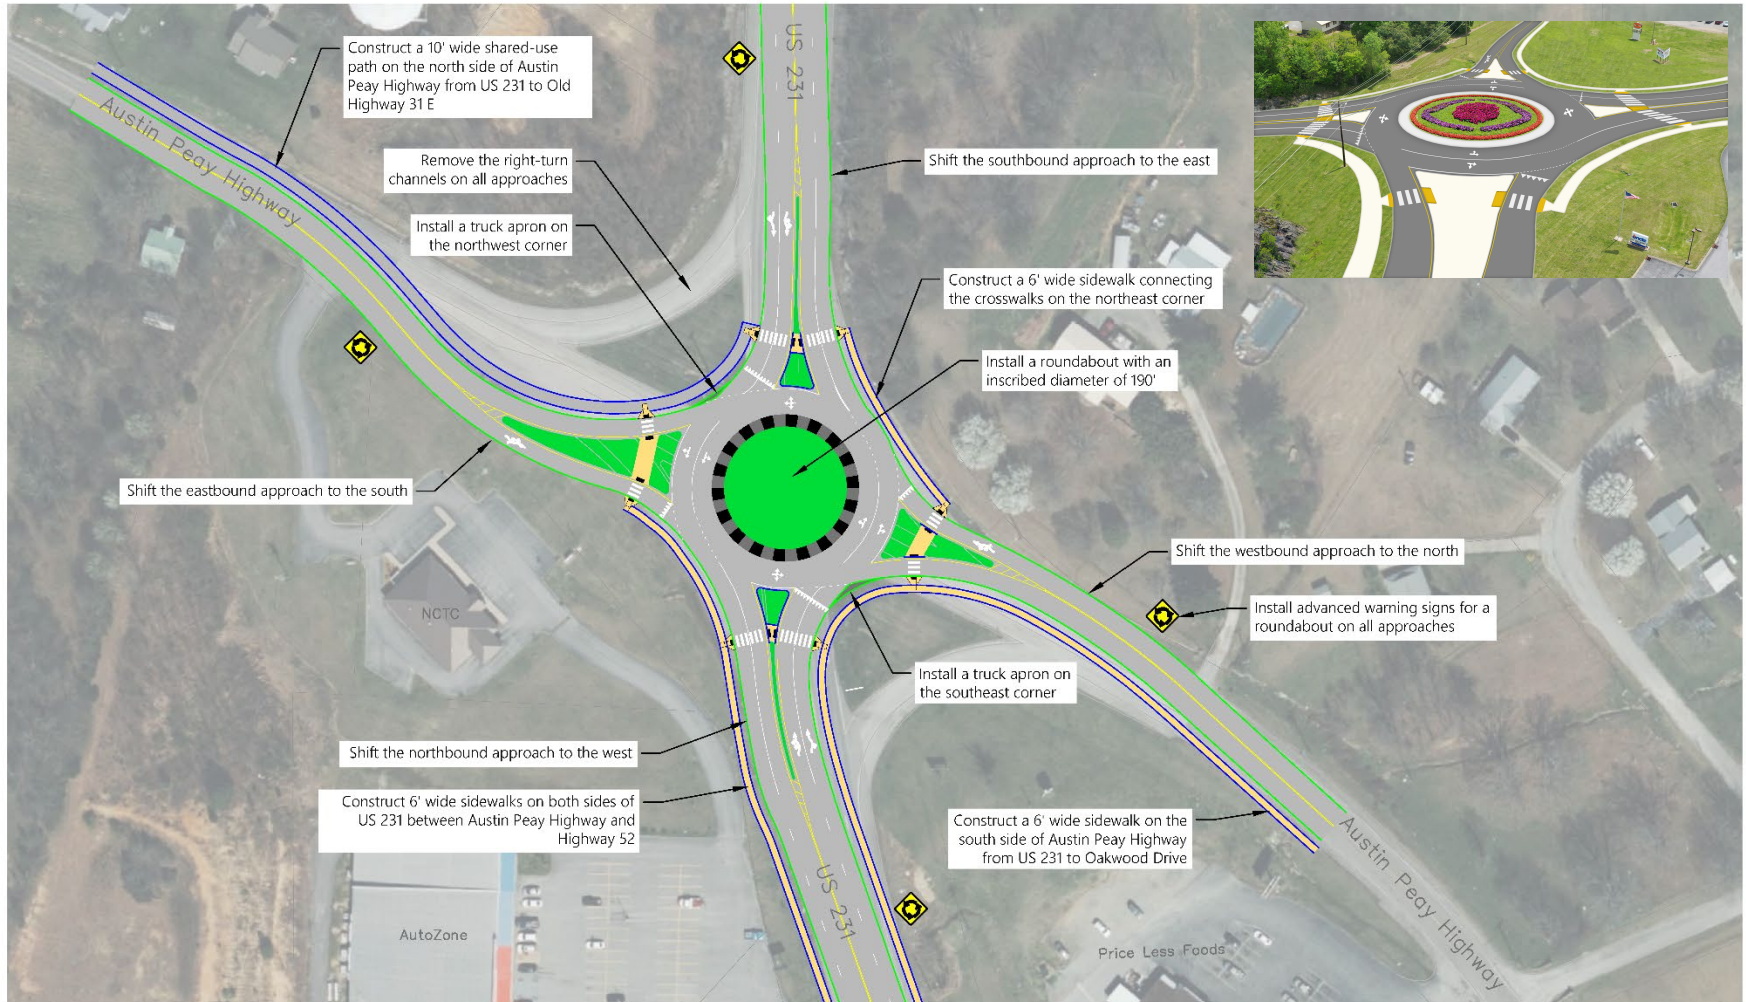 US 231
Construct a 10' wide shared-use
path on the north side of Austin
Peay Highway from US 231 to Old
Highway 31 E
Austin Peay Highway
Remove the right-turn
channels on all approaches
Shift the southbound approach to the east
Install a truck apron on
the northwest corner
Construct a 6' wide sidewalk connecting
the crosswalks on the northeast corner
Install a roundabout with an
inscribed diameter of 190'
Shift the eastbound approach to the south
Shift the westbound approach to the north
NCTC
Install advanced warning signs for a
roundabout on all approaches
Install a truck apron on
the southeast corner
Shift the northbound approach to the west
Construct 6' wide sidewalks on both sides of
US 231 between Austin Peay Highway and
Highway 52
Construct a 6' wide sidewalk on the
south side of Austin Peay Highway
from US 231 to Oakwood Drive
Austin Peay Highway
US 231
AutoZone
Price Less Foods